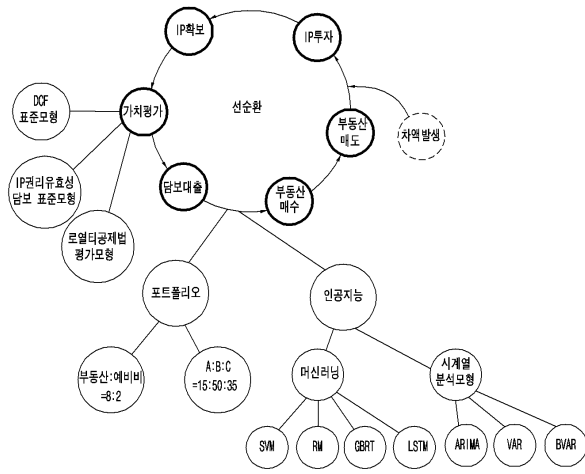 IP확보
IP투자
선순환
DCF
표준모형
가치평가
부동산
매도
차액발생
IP권리유효성
담보 표준모형
담보대출
부동산
매수
로열티공제법
평가모형
포트폴리오
인공지능
부동산:예비비
=8:2
A:B:C
=15:50:35
머신러닝
시계열
분석모형
SVM
RM
GBRT
LSTM
ARIMA
VAR
BVAR